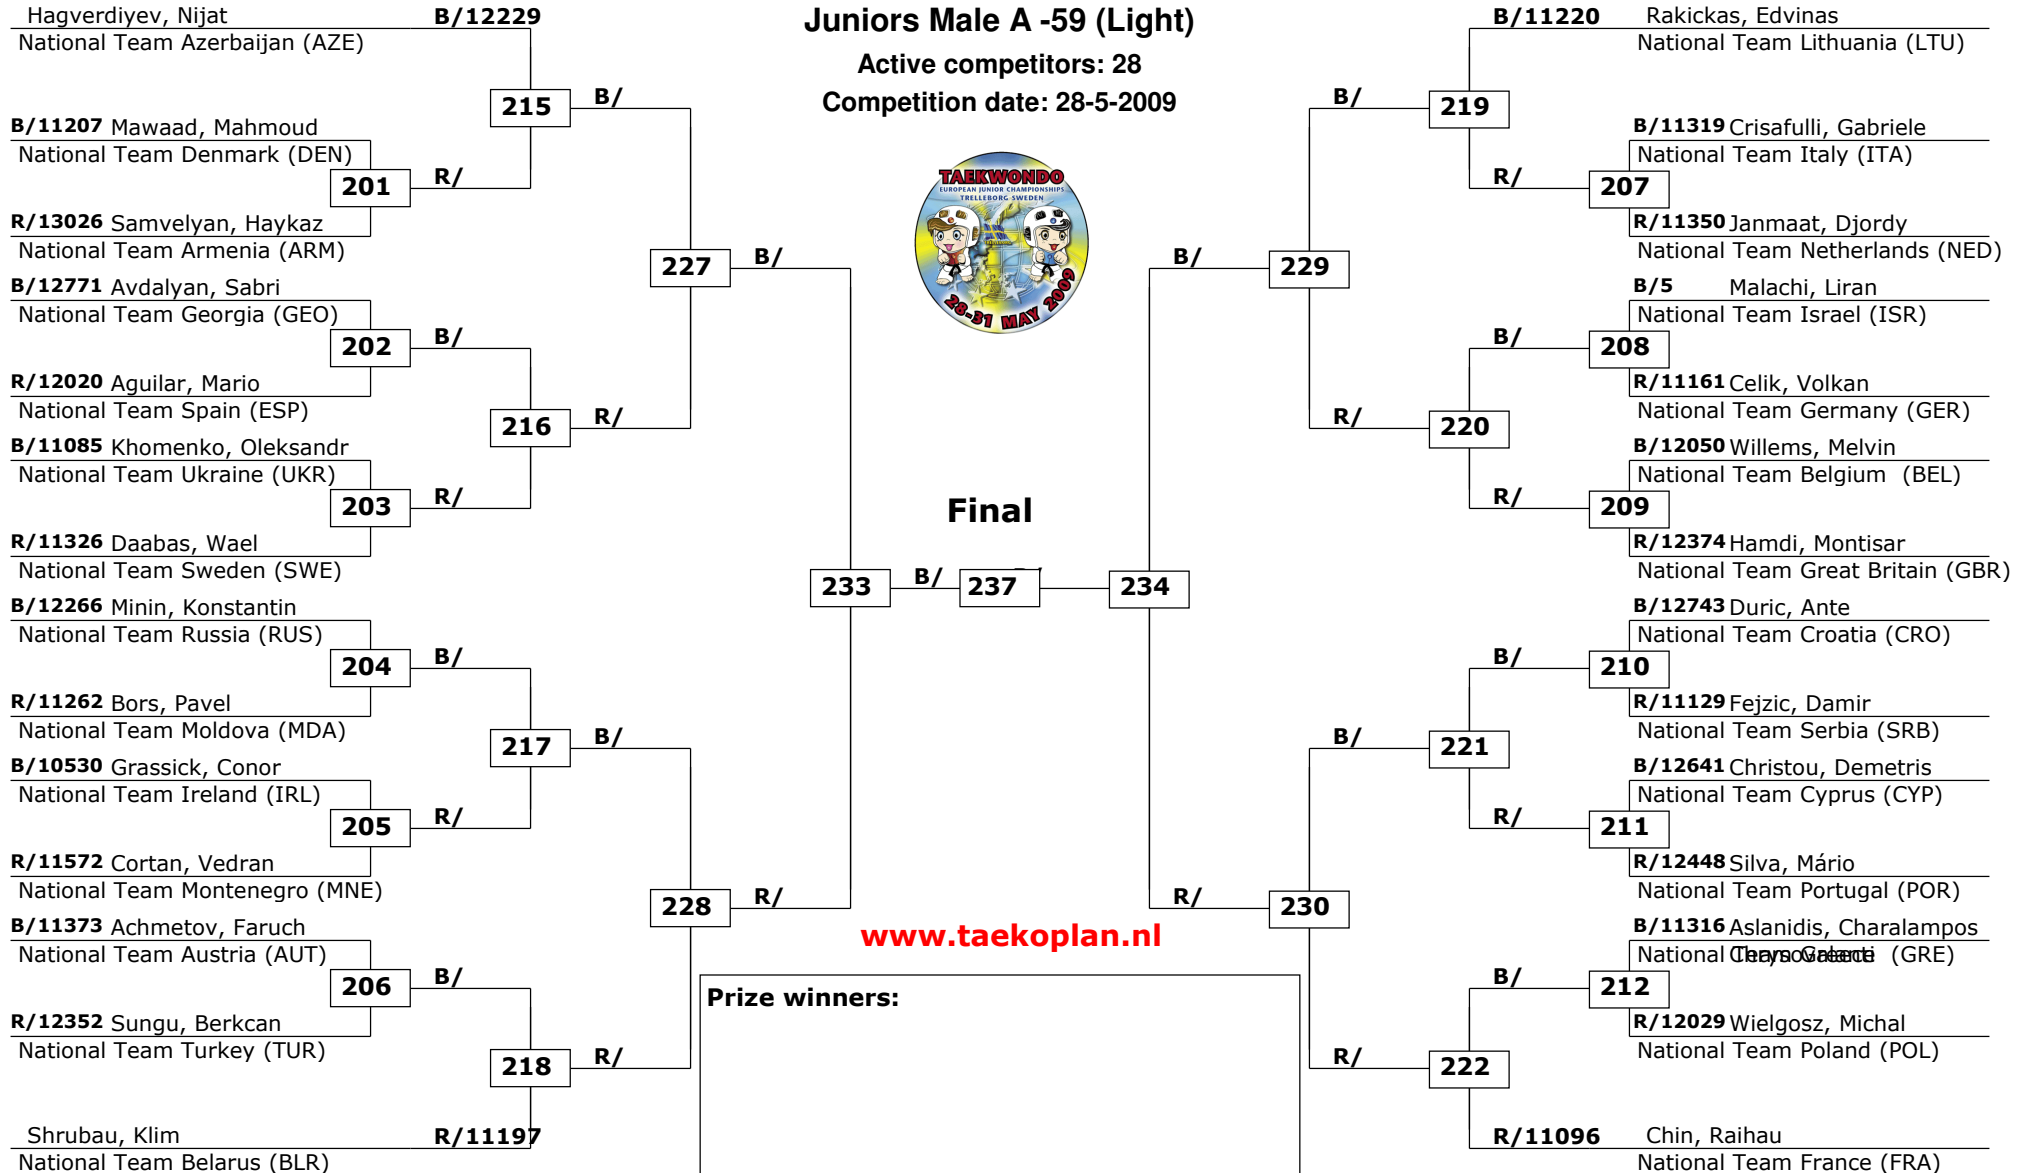 Juniors Male A -59 (Light)
Active competitors: 28
Competition date: 28-5-2009
TAEKWONDO
EUROPEAN JUNIOR CHAMPIONSHIPS
TRELLEBORG SWEDEN
28-31 MAY 2009
Hagverdiyev, Nijat B/12229
National Team Azerbaijan (AZE)
215 B/
B/11207 Mawaad, Mahmoud
National Team Denmark (DEN)
201 R/
R/13026 Samvelyan, Haykaz
National Team Armenia (ARM)
227 B/
B/12771 Avdalyan, Sabri
National Team Georgia (GEO)
202 B/
R/12020 Aguilar, Mario
National Team Spain (ESP)
216 R/
B/11085 Khomenko, Oleksandr
National Team Ukraine (UKR)
203 R/
R/11326 Daabas, Wael
National Team Sweden (SWE)
233 B/
B/12266 Minin, Konstantin
National Team Russia (RUS)
204 B/
R/11262 Bors, Pavel
National Team Moldova (MDA)
217 B/
B/10530 Grassick, Conor
National Team Ireland (IRL)
205 R/
R/11572 Cortan, Vedran
National Team Montenegro (MNE)
228 R/
B/11373 Achmetov, Faruch
National Team Austria (AUT)
206 B/
R/12352 Sungu, Berkcan
National Team Turkey (TUR)
218 R/
Shrubau, Klim R/11197
National Team Belarus (BLR)
Final
237
234
www.taekoplan.nl
Prize winners:
B/11220 Rakickas, Edvinas
National Team Lithuania (LTU)
B/ 219
B/11319 Crisafulli, Gabriele
National Team Italy (ITA)
R/ 207
R/11350 Janmaat, Djordy
National Team Netherlands (NED)
B/ 229
B/5 Malachi, Liran
National Team Israel (ISR)
B/ 208
R/11161 Celik, Volkan
National Team Germany (GER)
R/ 220
B/12050 Willems, Melvin
National Team Belgium (BEL)
R/ 209
R/12374 Hamdi, Montisar
National Team Great Britain (GBR)
B/12743 Duric, Ante
National Team Croatia (CRO)
B/ 210
R/11129 Fejzic, Damir
National Team Serbia (SRB)
B/ 221
B/12641 Christou, Demetris
National Team Cyprus (CYP)
R/ 211
R/12448 Silva, Mário
National Team Portugal (POR)
R/ 230
B/11316 Aslanidis, Charalampos
National (GRE)
B/ 212
R/12029 Wielgosz, Michal
National Team Poland (POL)
R/ 222
R/11096 Chin, Raihau
National Team France (FRA)